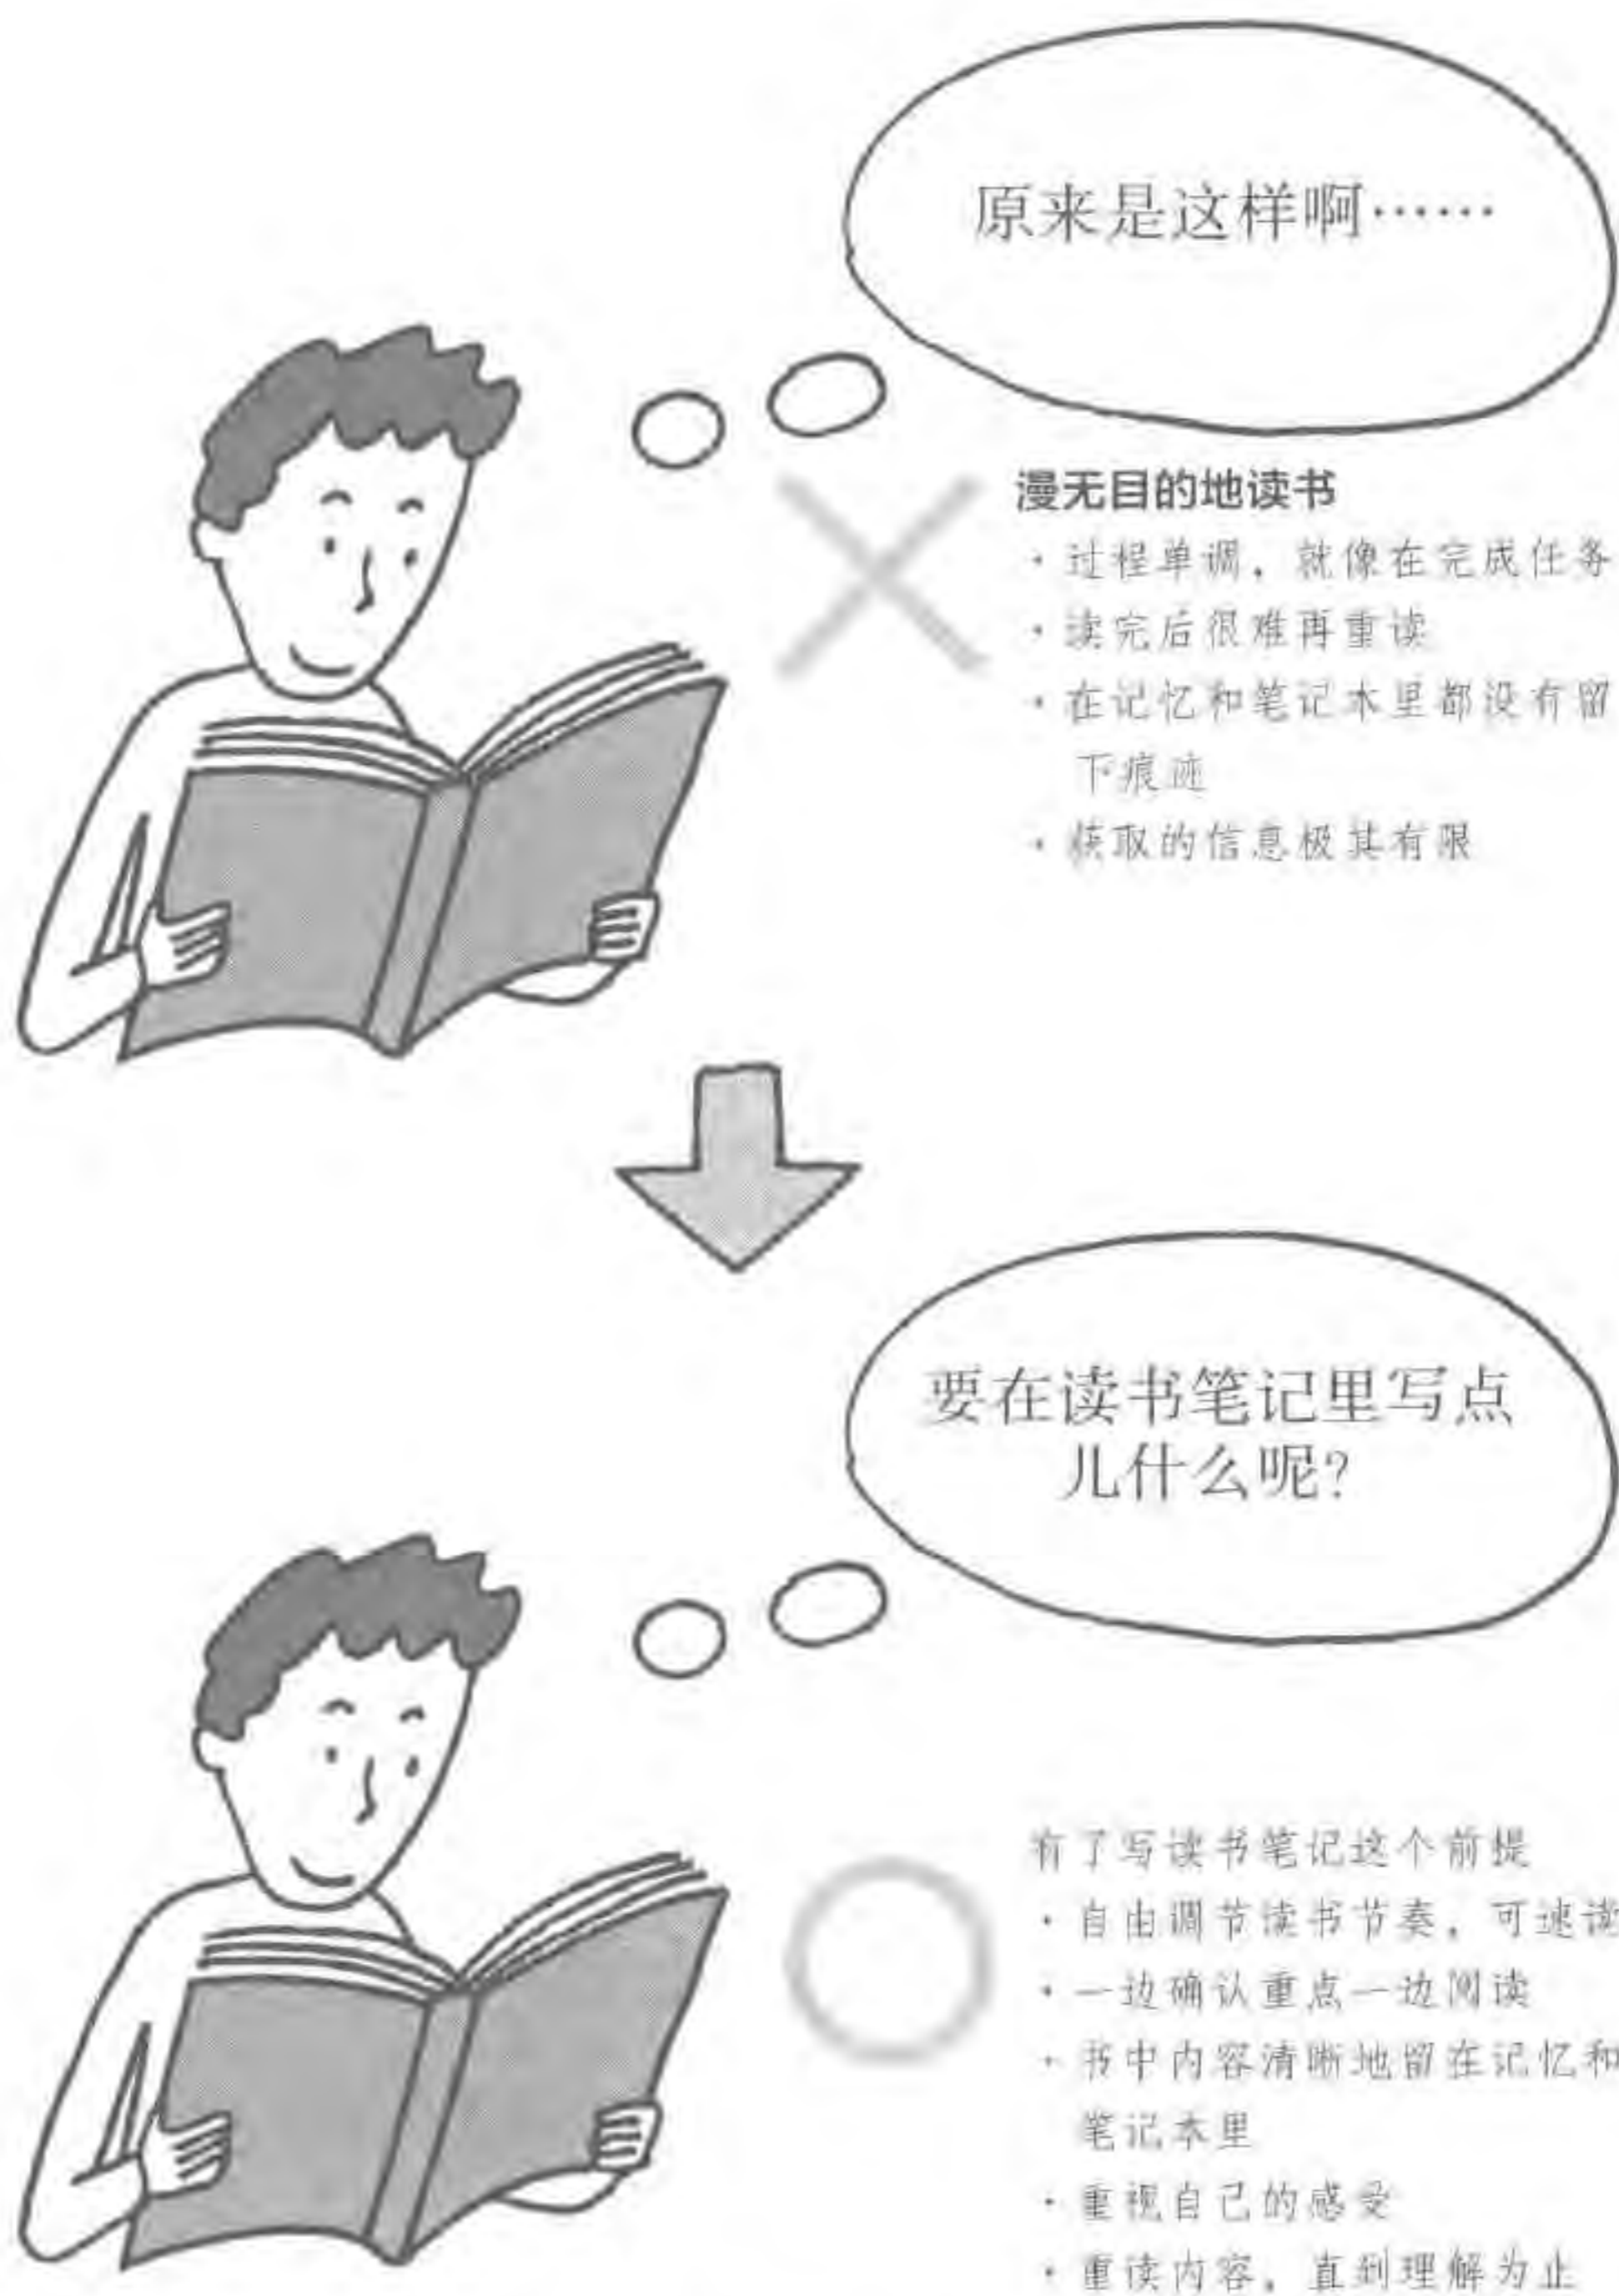 原来是这样啊……
漫无目的地读书
·过程单调，就像在完成任务
·读完后很难再重读
·在记忆和笔记本里都没有留
下痕迹
·获取的信息极其有限
要在读书笔记里写点
儿什么呢？
有了写读书笔记这个前提
·自由调节读书节奏，可速读
·一边确认重点一边阅读
·书中内容清晰地留在记忆和
笔记本里
·重视自己的感受
·重读内容，直到理解为止